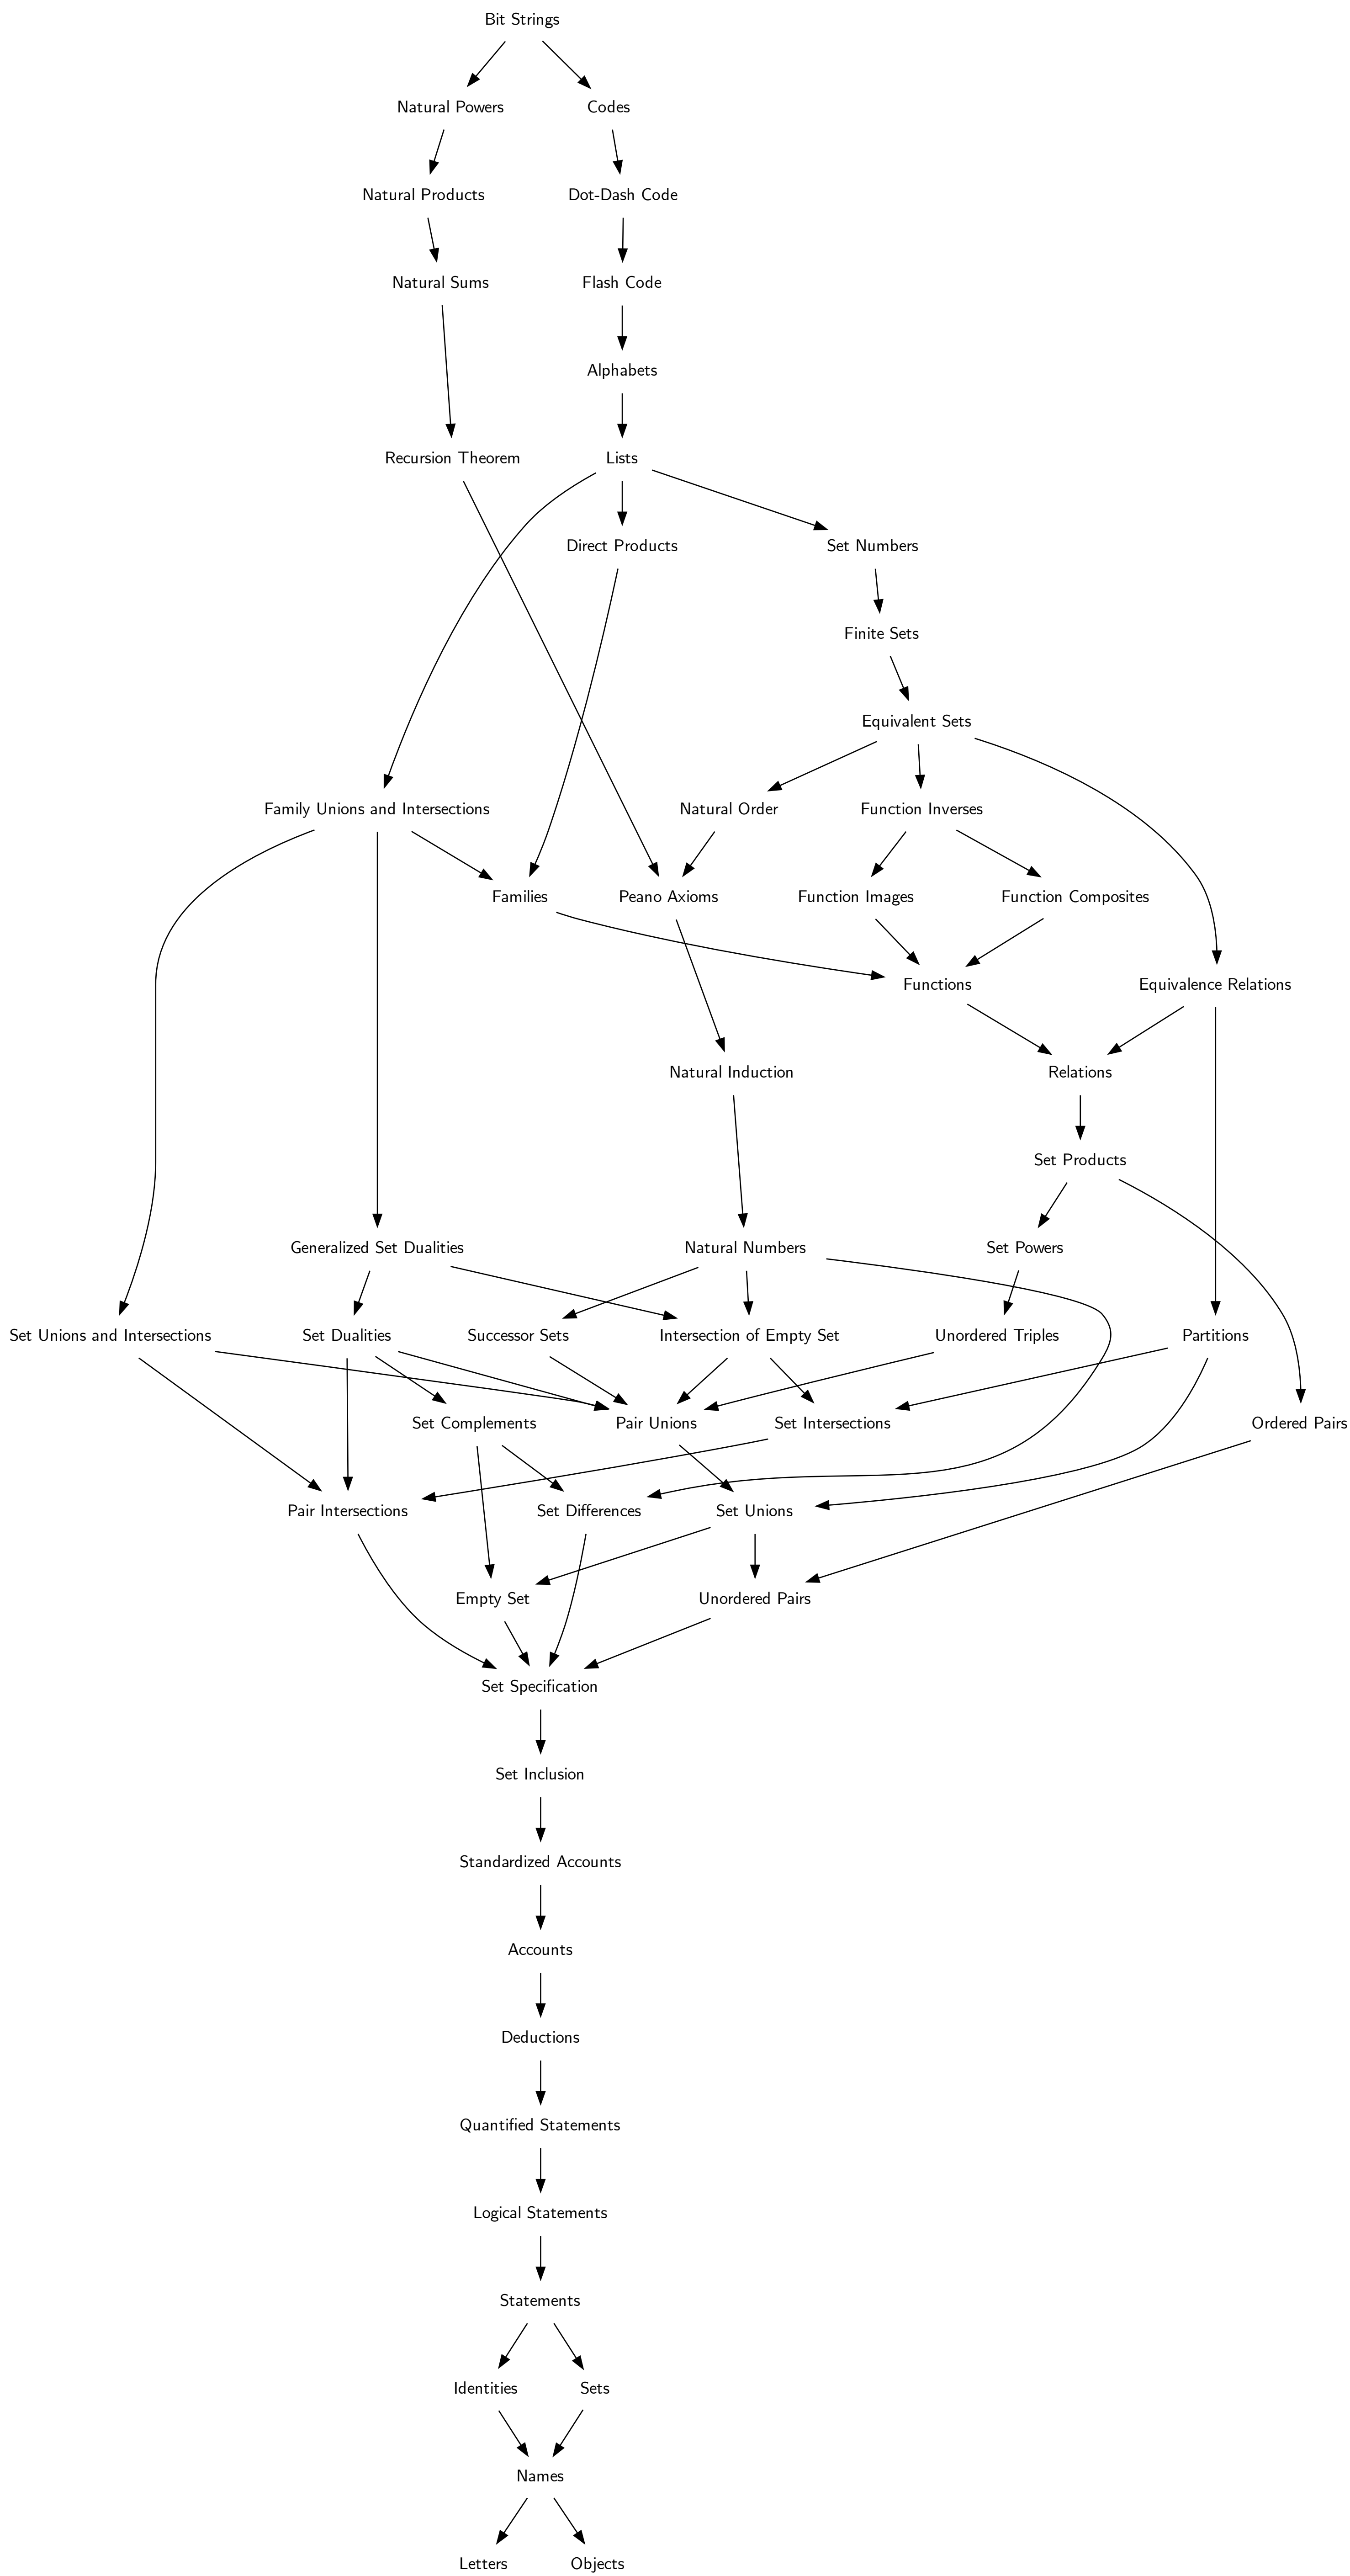 Bit Strings
Natural Powers
Codes
Natural Products
Dot-Dash Code
Natural Sums
Flash Code
Alphabets
Recursion Theorem
Lists
Direct Products
Set Numbers
Finite Sets
Equivalent Sets
Family Unions and Intersections
Natural Order
Function Inverses
Families
Peano Axioms
Function Images
Function Composites
Functions
Equivalence Relations
Natural Induction
Relations
Set Products
Generalized Set Dualities
Natural Numbers
Set Powers
Set Unions and Intersections
Set Dualities
Successor Sets
Intersection of Empty Set
Unordered Triples
Partitions
Set Complements
Pair Unions
Set Intersections
Ordered Pairs
Pair Intersections
Set Differences
Set Unions
Empty Set
Unordered Pairs
Set Specification
Set Inclusion
Standardized Accounts
Accounts
Deductions
Quantified Statements
Logical Statements
Statements
Identities
Sets
Names
Letters
Objects